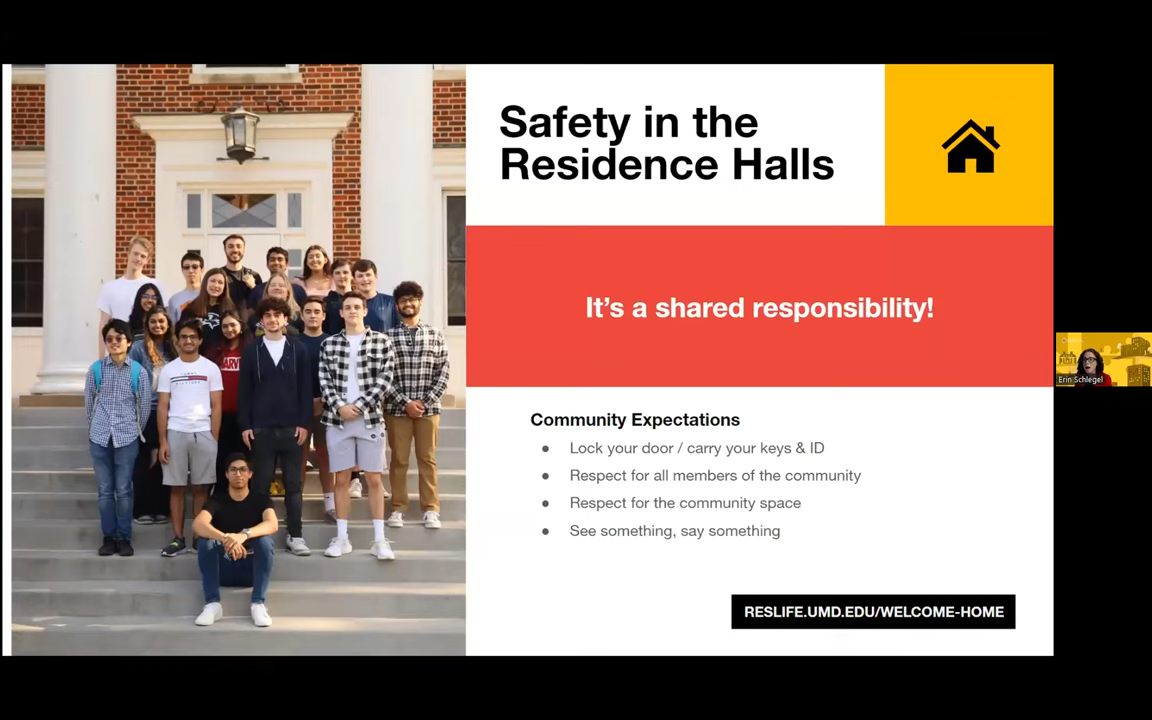 Safety in the
Residence Halls
It's a shared responsibility!
Community Expectations
● Lock your door / carry your keys & ID
● Respect for all members of the community
● Respect for the community space
● See something, say something
RESLIFE.UMD.EDU/WELCOME-HOME
Erin Schlegel